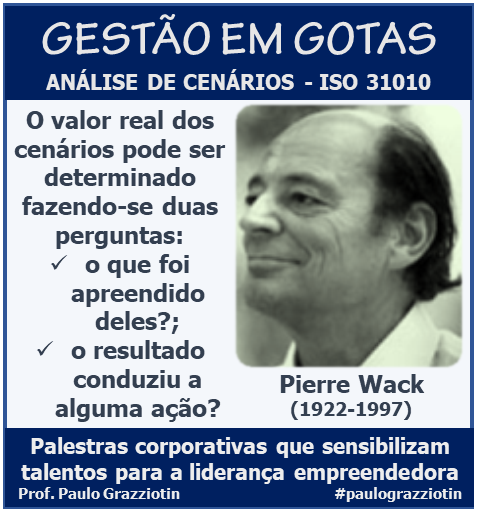 GESTÃO EM GOTAS
ANÁLISE DE CENÁRIOS - ISO 31010
O valor real dos
cenários pode ser
determinado
fazendo-se duas
perguntas:
✓ o que foi
apreendido
deles?;
✓ o resultado
conduziu a
alguma ação?
Pierre Wack
(1922-1997)
Palestras corporativas que sensibilizam
talentos para a liderança empreendedora
Prof. Paulo Grazziotin #paulograzziotin